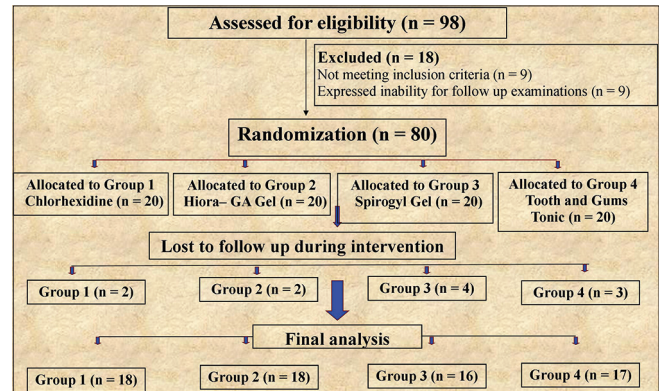 Assessed for eligibility (n = 98)
Excluded (n = 18)
Not meeting inclusion criteria (n = 9)
Expressed inability for follow up examinations (n = 9)
Randomization (n = 80)
Allocated to Group 1
Chlorhexidine (n = 20)
Allocated to Group 2
Hiora– GA Gel (n = 20)
Allocated to Group 3
Spirogyl Gel (n = 20)
Allocated to Group 4
Tooth and Gums
Tonic (n = 20)
Lost to follow up during intervention
Group 1 (n = 2)
Group 2 (n = 2)
Group 3 (n = 4)
Group 4 (n = 3)
Final analysis
Group 1 (n = 18)
Group 2 (n = 18)
Group 3 (n = 16)
Group 4 (n = 17)